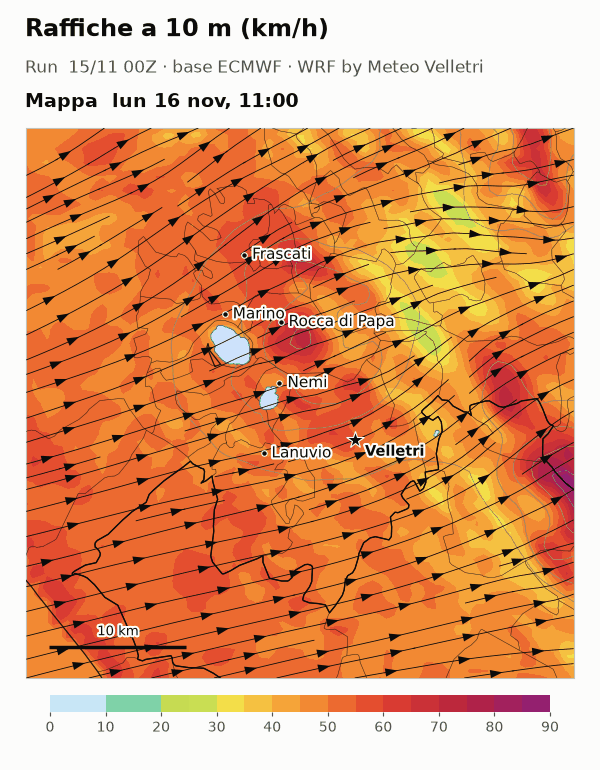 Raffiche a 10 m (km/h)
Run  15/11 00Z · base ECMWF · WRF by Meteo Velletri
Mappa  lun 16 nov, 11:00
Frascati
Marino
Rocca di Papa
Nemi
Velletri
Lanuvio
10 km
0 10 20 30 40 50 60 70 80 90